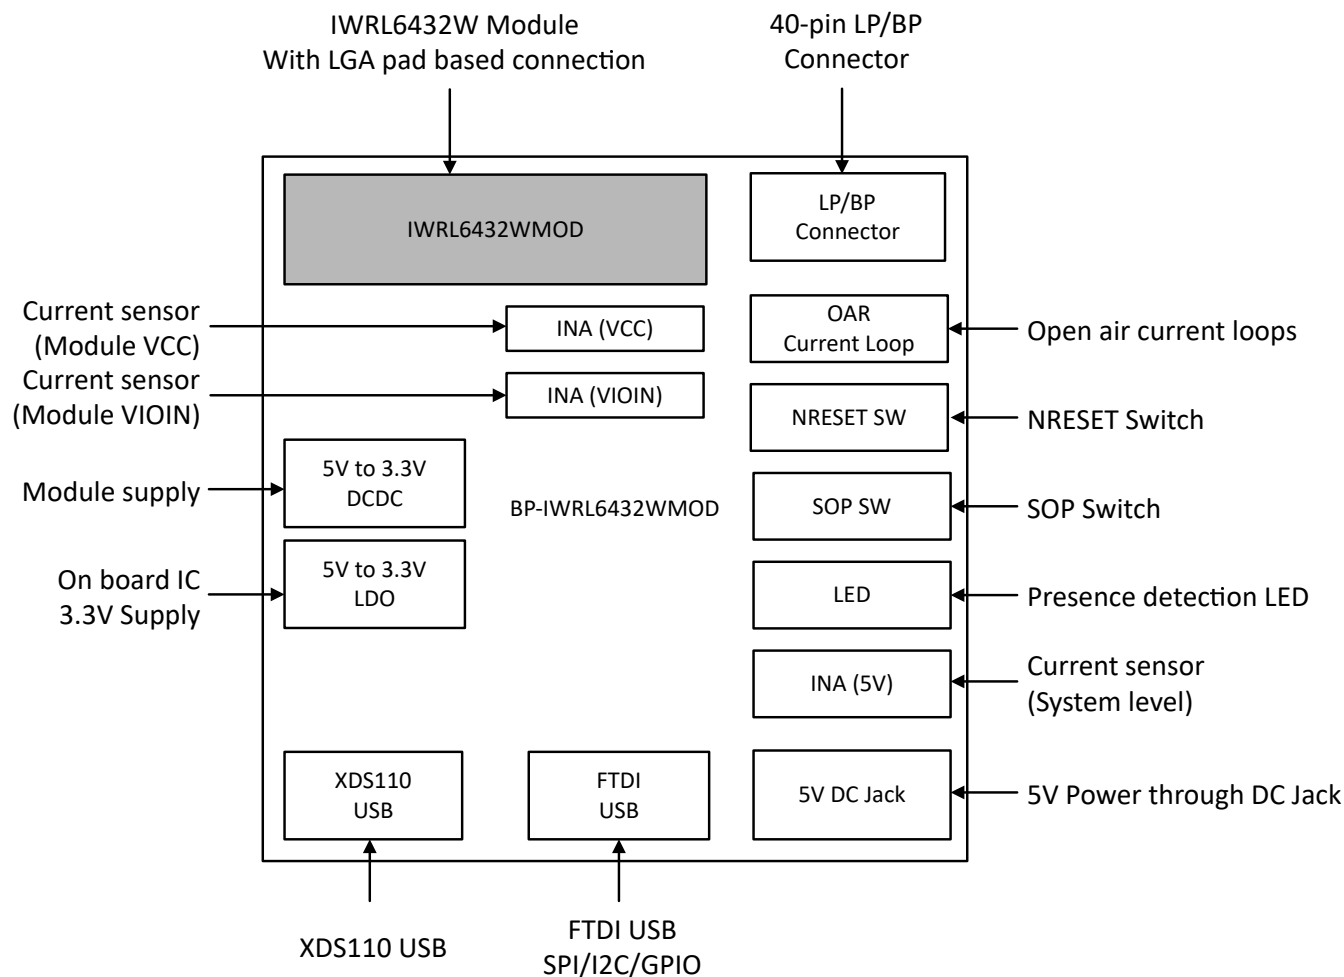 IWRL6432W Module
With LGA pad based connection
40-pin LP/BP
Connector
IWRL6432WMOD
LP/BP
Connector
Current sensor
(Module VCC)
INA (VCC)
OAR
Current Loop
Open air current loops
Current sensor
(Module VIOIN)
INA (VIOIN)
NRESET SW
NRESET Switch
Module supply
5V to 3.3V
DCDC
BP-IWRL6432WMOD
SOP SW
SOP Switch
On board IC
3.3V Supply
5V to 3.3V
LDO
LED
Presence detection LED
INA (5V)
Current sensor
(System level)
XDS110
USB
FTDI
USB
5V DC Jack
5V Power through DC Jack
XDS110 USB
FTDI USB
SPI/I2C/GPIO